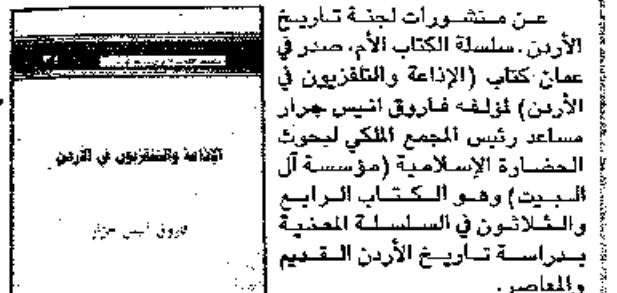 عن منشورات لجنة تاريخ
الأردن. سلسلة الكتاب الأم، صدر في
عمان كتاب (الإذاعة والتلفزيون في
الأردن) لمؤلفه فاروق انيس جرار
مساعد رئيس المجمع الملكي لبحوث
الحضارة الإسلامية (مؤسسة آل
البيت) وهو الكتاب الرابع
والثلاثون في السلسلة المعنية
بدراسة تاريخ الأردن القديم
والمعاصر.
الإذاعة والتلفزيون في الأردن
فاروق انيس جرار